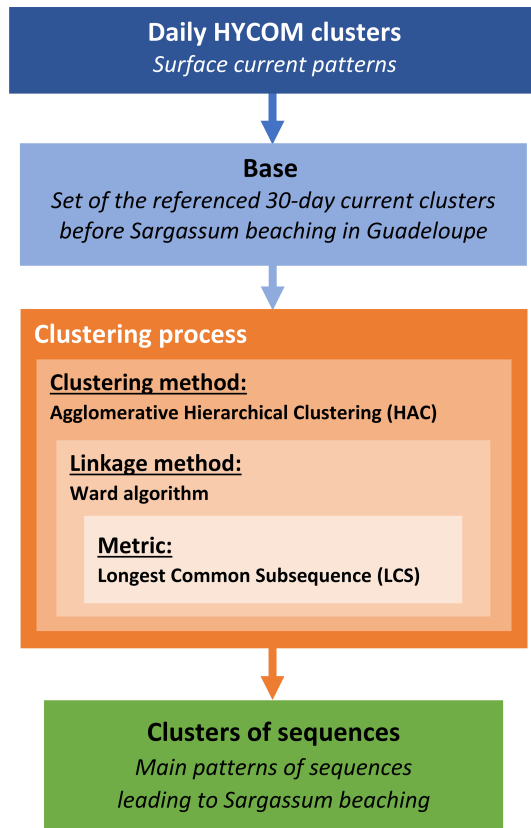 Daily HYCOM clusters
Surface current patterns
Base
Set of the referenced 30-day current clusters
before Sargassum beaching in Guadeloupe
Clustering process
Clustering method:
Agglomerative Hierarchical Clustering (HAC)
Linkage method:
Ward algorithm
Metric:
Longest Common Subsequence (LCS)
Clusters of sequences
Main patterns of sequences
leading to Sargassum beaching